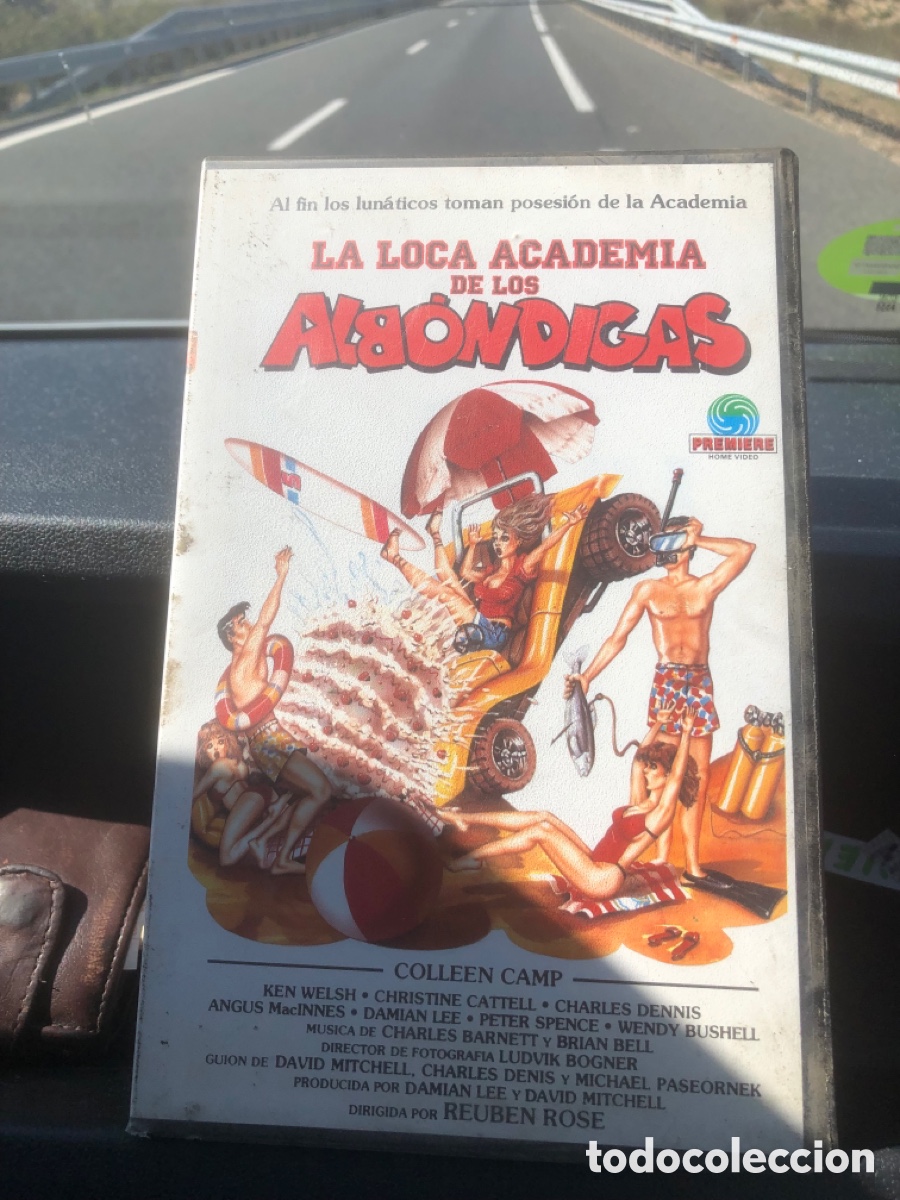 Al fin los lunáticos toman posesión de la Academia
LA LOCA ACADEMIA
DE LOS
ALBÓNDIGAS
PREMIERE
HOME VIDEO
COLLEEN CAMP
KEN WELSH • CHRISTINE CATTELL • CHARLES DENNIS
ANGUS MacINNES • DAMIAN LEE • PETER SPENCE • WENDY BUSHELL
MUSICA DE CHARLES BARNETT Y BRIAN BELL
DIRECTOR DE FOTOGRAFIA LUDVIK BOGNER
GUION DE DAVID MITCHELL, CHARLES DENIS Y MICHAEL PASEORNEK
PRODUCIDA POR DAMIAN LEE Y DAVID MITCHELL
DIRIGIDA POR REUBEN ROSE
todocoleccion